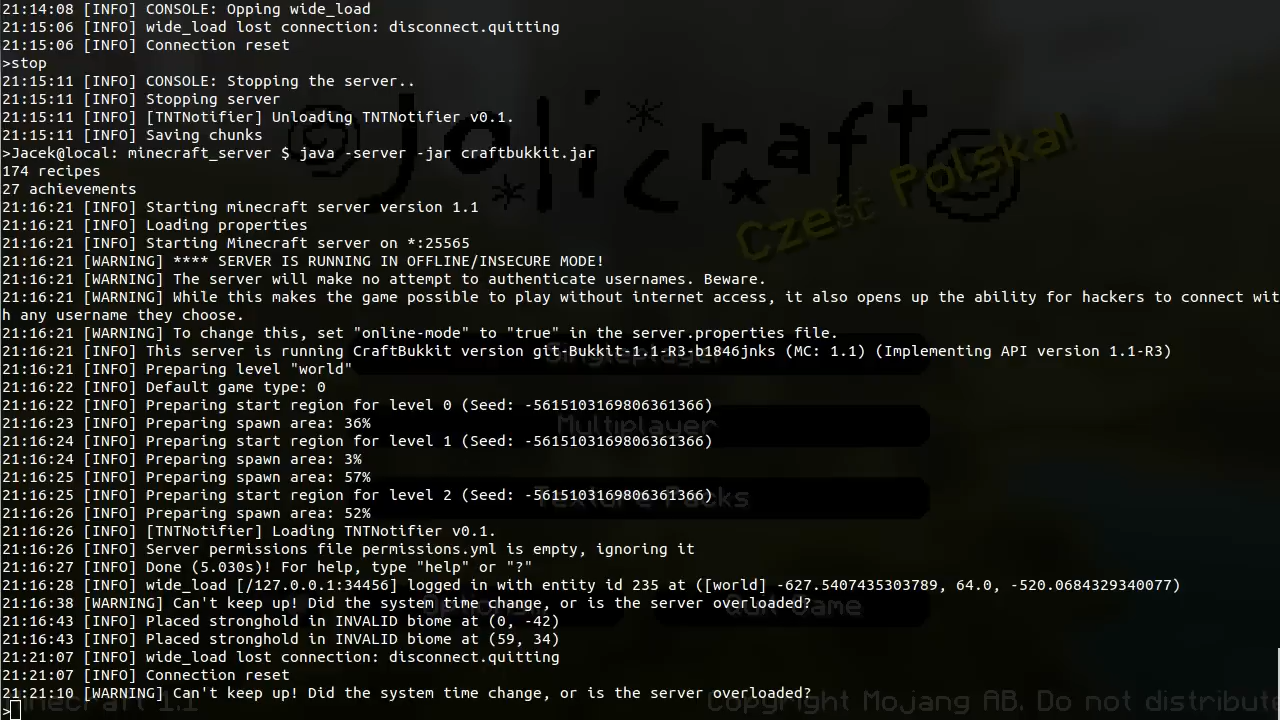 21:14:08 [INFO] CONSOLE: Opping wide_load
21:15:06 [INFO] wide_load lost connection: disconnect.quitting
21:15:06 [INFO] Connection reset
>stop
21:15:11 [INFO] CONSOLE: Stopping the server..
21:15:11 [INFO] Stopping server
21:15:11 [INFO] [TNTNotifier] Unloading TNTNotifier v0.1.
21:15:11 [INFO] Saving chunks
>Jacek@local: minecraft_server $ java -server -jar craftbukkit.jar
174 recipes
27 achievements
21:16:21 [INFO] Starting minecraft server version 1.1
21:16:21 [INFO] Loading properties
21:16:21 [INFO] Starting Minecraft server on *:25565
21:16:21 [WARNING] **** SERVER IS RUNNING IN OFFLINE/INSECURE MODE!
21:16:21 [WARNING] The server will make no attempt to authenticate usernames. Beware.
21:16:21 [WARNING] While this makes the game possible to play without internet access, it also opens up the ability for hackers to connect wit
h any username they choose.
21:16:21 [WARNING] To change this, set "online-mode" to "true" in the server.properties file.
21:16:21 [INFO] This server is running CraftBukkit version git-Bukkit-1.1-R3-b1846jnks (MC: 1.1) (Implementing API version 1.1-R3)
21:16:21 [INFO] Preparing level "world"
21:16:22 [INFO] Default game type: 0
21:16:22 [INFO] Preparing start region for level 0 (Seed: -5615103169806361366)
21:16:23 [INFO] Preparing spawn area: 36%
21:16:24 [INFO] Preparing start region for level 1 (Seed: -5615103169806361366)
21:16:24 [INFO] Preparing spawn area: 3%
21:16:25 [INFO] Preparing spawn area: 57%
21:16:25 [INFO] Preparing start region for level 2 (Seed: -5615103169806361366)
21:16:26 [INFO] Preparing spawn area: 52%
21:16:26 [INFO] [TNTNotifier] Loading TNTNotifier v0.1.
21:16:26 [INFO] Server permissions file permissions.yml is empty, ignoring it
21:16:27 [INFO] Done (5.030s)! For help, type "help" or "?"
21:16:28 [INFO] wide_load [/127.0.0.1:34456] logged in with entity id 235 at ([world] -627.5407435303789, 64.0, -520.0684329340077)
21:16:38 [WARNING] Can't keep up! Did the system time change, or is the server overloaded?
21:16:43 [INFO] Placed stronghold in INVALID biome at (0, -42)
21:16:43 [INFO] Placed stronghold in INVALID biome at (59, 34)
21:21:07 [INFO] wide_load lost connection: disconnect.quitting
21:21:07 [INFO] Connection reset
21:21:10 [WARNING] Can't keep up! Did the system time change, or is the server overloaded?
>
jolicraft
Cześć Polska!
Singleplayer
Multiplayer
Texture Packs
Options...
Quit Game
Minecraft 1.1
Copyright Mojang AB. Do not distribute